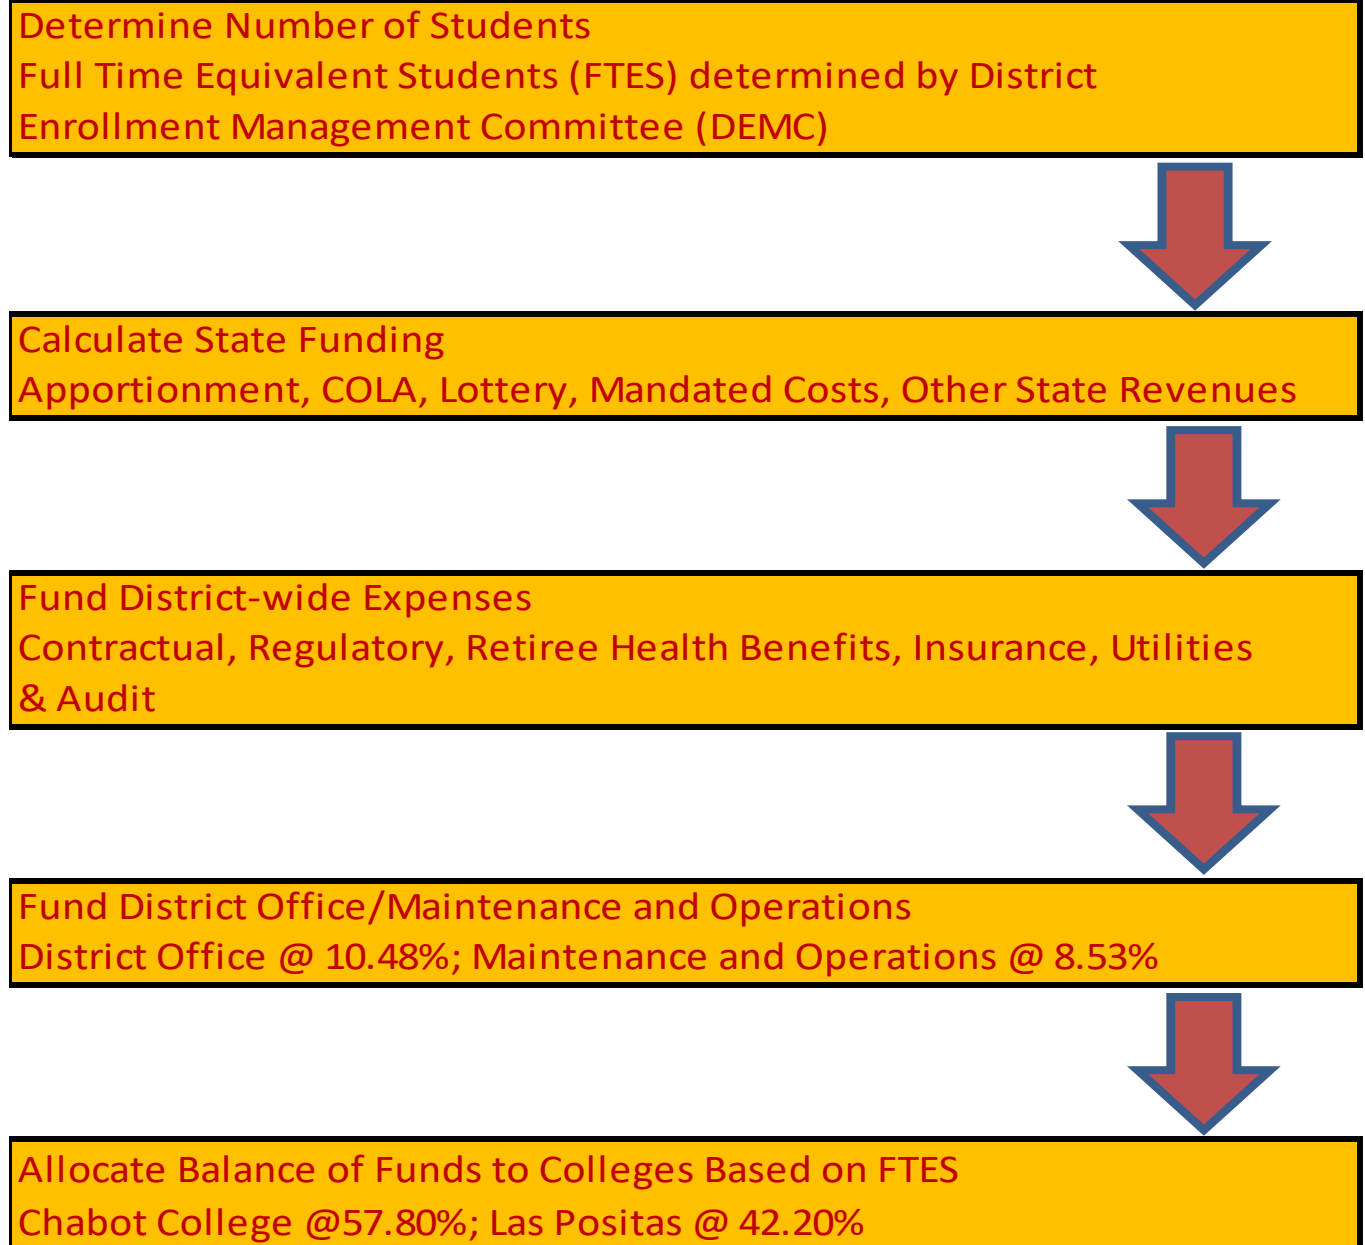 Determine Number of Students
Full Time Equivalent Students (FTES) determined by District
Enrollment Management Committee (DEMC)
Calculate State Funding
Apportionment, COLA, Lottery, Mandated Costs, Other State Revenues
Fund District-wide Expenses
Contractual, Regulatory, Retiree Health Benefits, Insurance, Utilities
& Audit
Fund District Office/Maintenance and Operations
District Office @ 10.48%; Maintenance and Operations @ 8.53%
Allocate Balance of Funds to Colleges Based on FTES
Chabot College @57.80%; Las Positas @ 42.20%